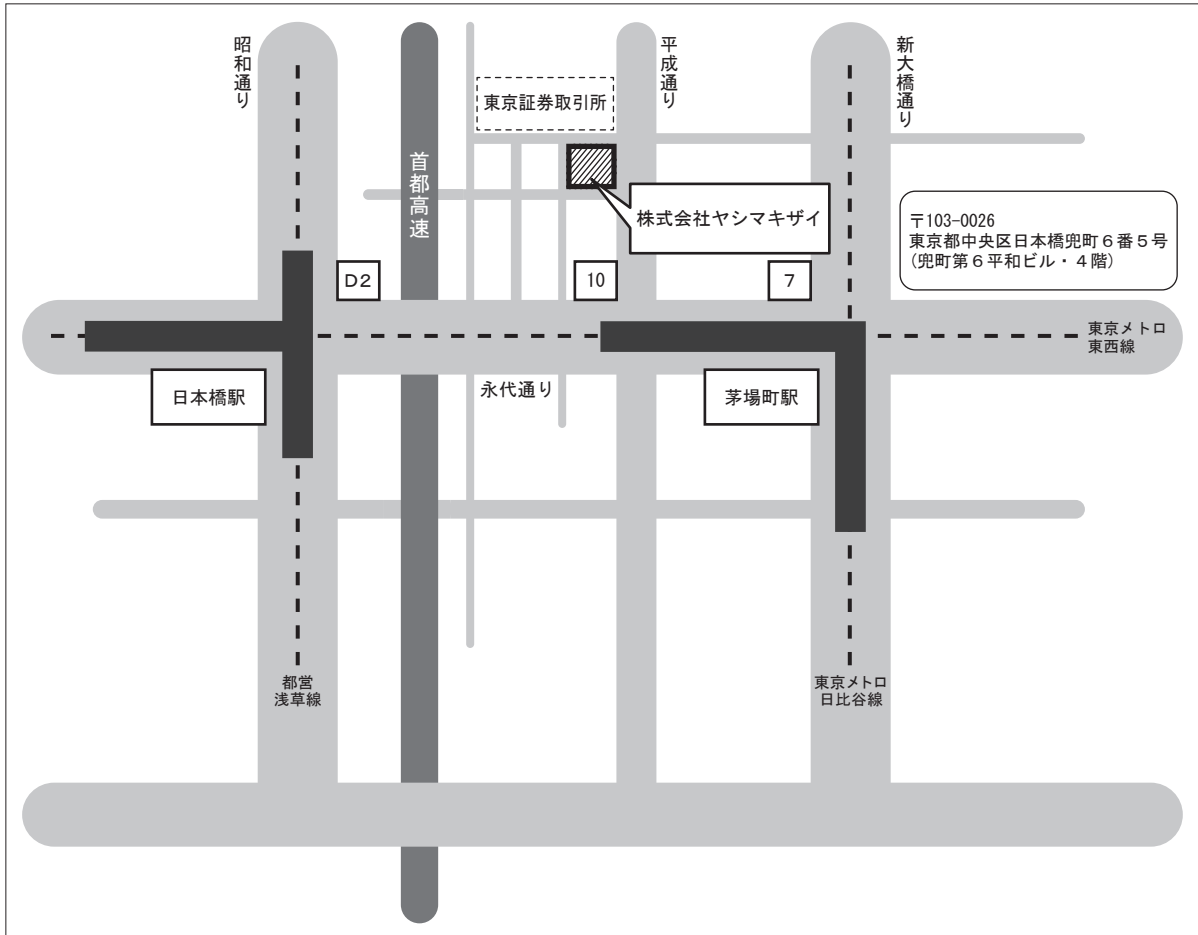 昭和通り
平成通り
新大橋通り
東京証券取引所
首都高速
株式会社ヤシマキザイ
〒103-0026
東京都中央区日本橋兜町６番５号
(兜町第６平和ビル・４階)
Ｄ２
10
７
東京メトロ
東西線
日本橋駅
永代通り
茅場町駅
都営
浅草線
東京メトロ
日比谷線